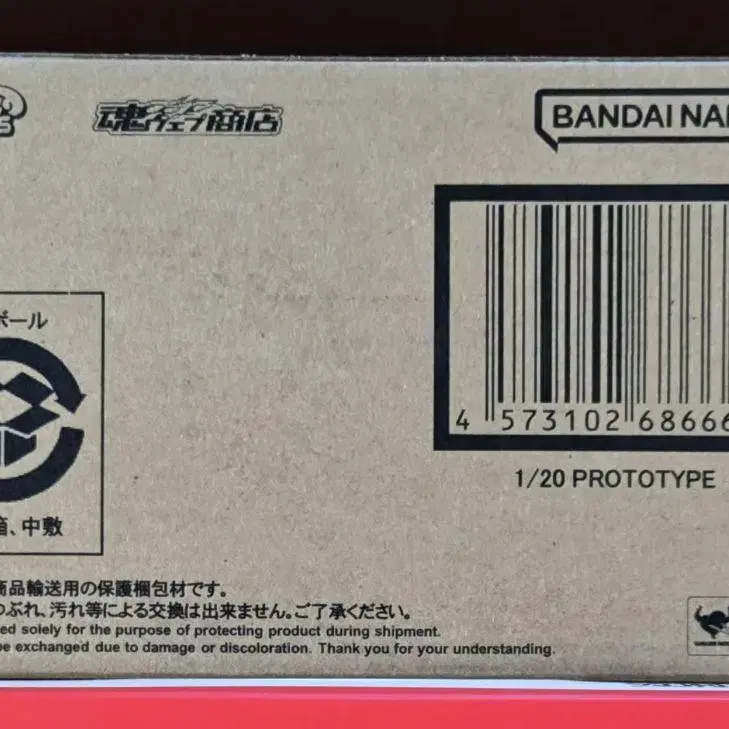 魂ウェブ商店
BANDAI NA
4 573102 68666
1/20 PROTOTYPE
ボール
箱、中敷
商品輸送用の保護梱包材です。
つぶれ、汚れ等による交換は出来ません。ご了承ください。
ed solely for the purpose of protecting product during shipment.
be exchanged due to damage or discoloration. Thank you for your understanding.